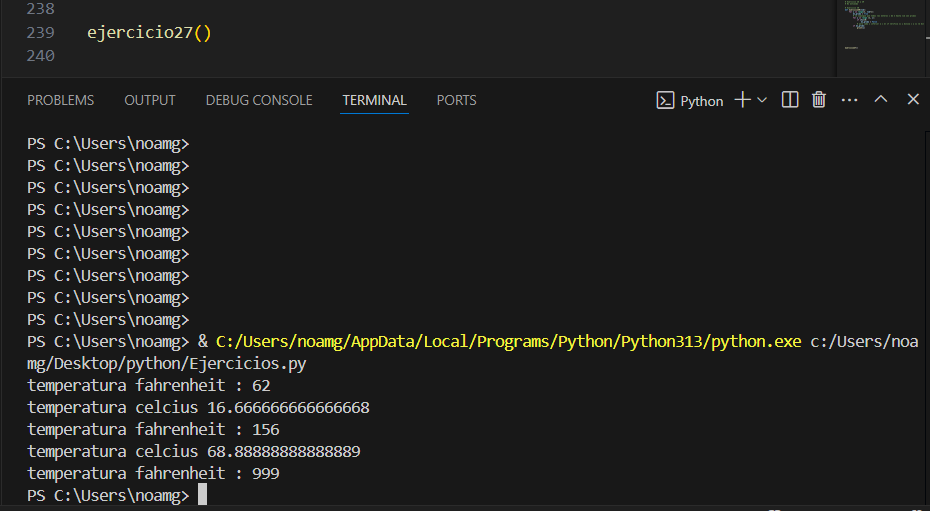 238
239 ejercicio27()
240
PROBLEMS OUTPUT DEBUG CONSOLE TERMINAL PORTS Python
PS C:\Users\noamg>
PS C:\Users\noamg>
PS C:\Users\noamg>
PS C:\Users\noamg>
PS C:\Users\noamg>
PS C:\Users\noamg>
PS C:\Users\noamg>
PS C:\Users\noamg>
PS C:\Users\noamg>
PS C:\Users\noamg> & C:/Users/noamg/AppData/Local/Programs/Python/Python313/python.exe c:/Users/noa
mg/Desktop/python/Ejercicios.py
temperatura fahrenheit : 62
temperatura celcius 16.666666666666668
temperatura fahrenheit : 156
temperatura celcius 68.88888888888889
temperatura fahrenheit : 999
PS C:\Users\noamg>